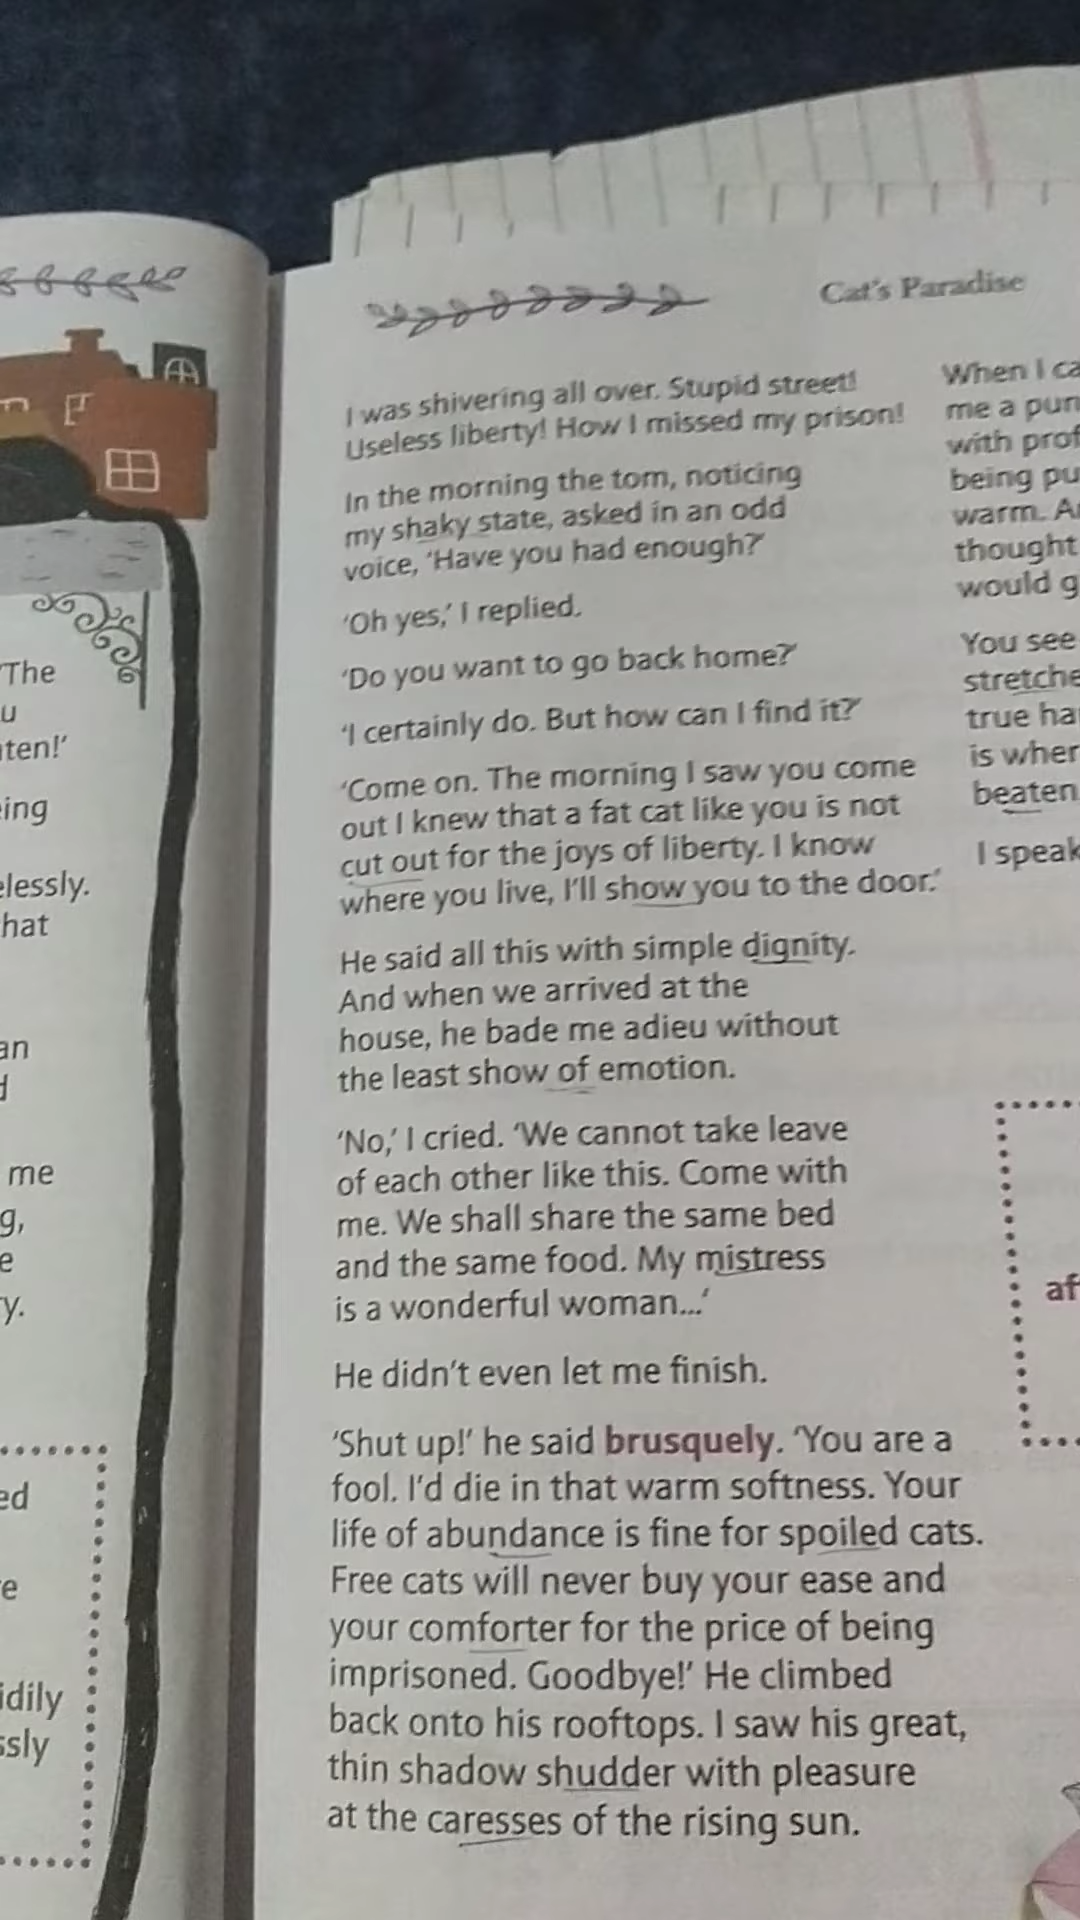 The
u
ten!'
ing
elessly.
hat
an
d
me
g,
e
y.
ed
e
idily
ssly
Cat's Paradise
I was shivering all over. Stupid street!
Useless liberty! How I missed my prison!
In the morning the tom, noticing
my shaky state, asked in an odd
voice, 'Have you had enough?'
'Oh yes,' I replied.
'Do you want to go back home?'
'I certainly do. But how can I find it?'
'Come on. The morning I saw you come
out I knew that a fat cat like you is not
cut out for the joys of liberty. I know
where you live, I'll show you to the door.'
He said all this with simple dignity.
And when we arrived at the
house, he bade me adieu without
the least show of emotion.
'No,' I cried. 'We cannot take leave
of each other like this. Come with
me. We shall share the same bed
and the same food. My mistress
is a wonderful woman...'
He didn't even let me finish.
'Shut up!' he said brusquely. 'You are a
fool. I'd die in that warm softness. Your
life of abundance is fine for spoiled cats.
Free cats will never buy your ease and
your comforter for the price of being
imprisoned. Goodbye!' He climbed
back onto his rooftops. I saw his great,
thin shadow shudder with pleasure
at the caresses of the rising sun.
When I ca
me a pun
with prof
being pu
warm. A
thought
would g
You see
stretche
true ha
is wher
beaten
I speak
af